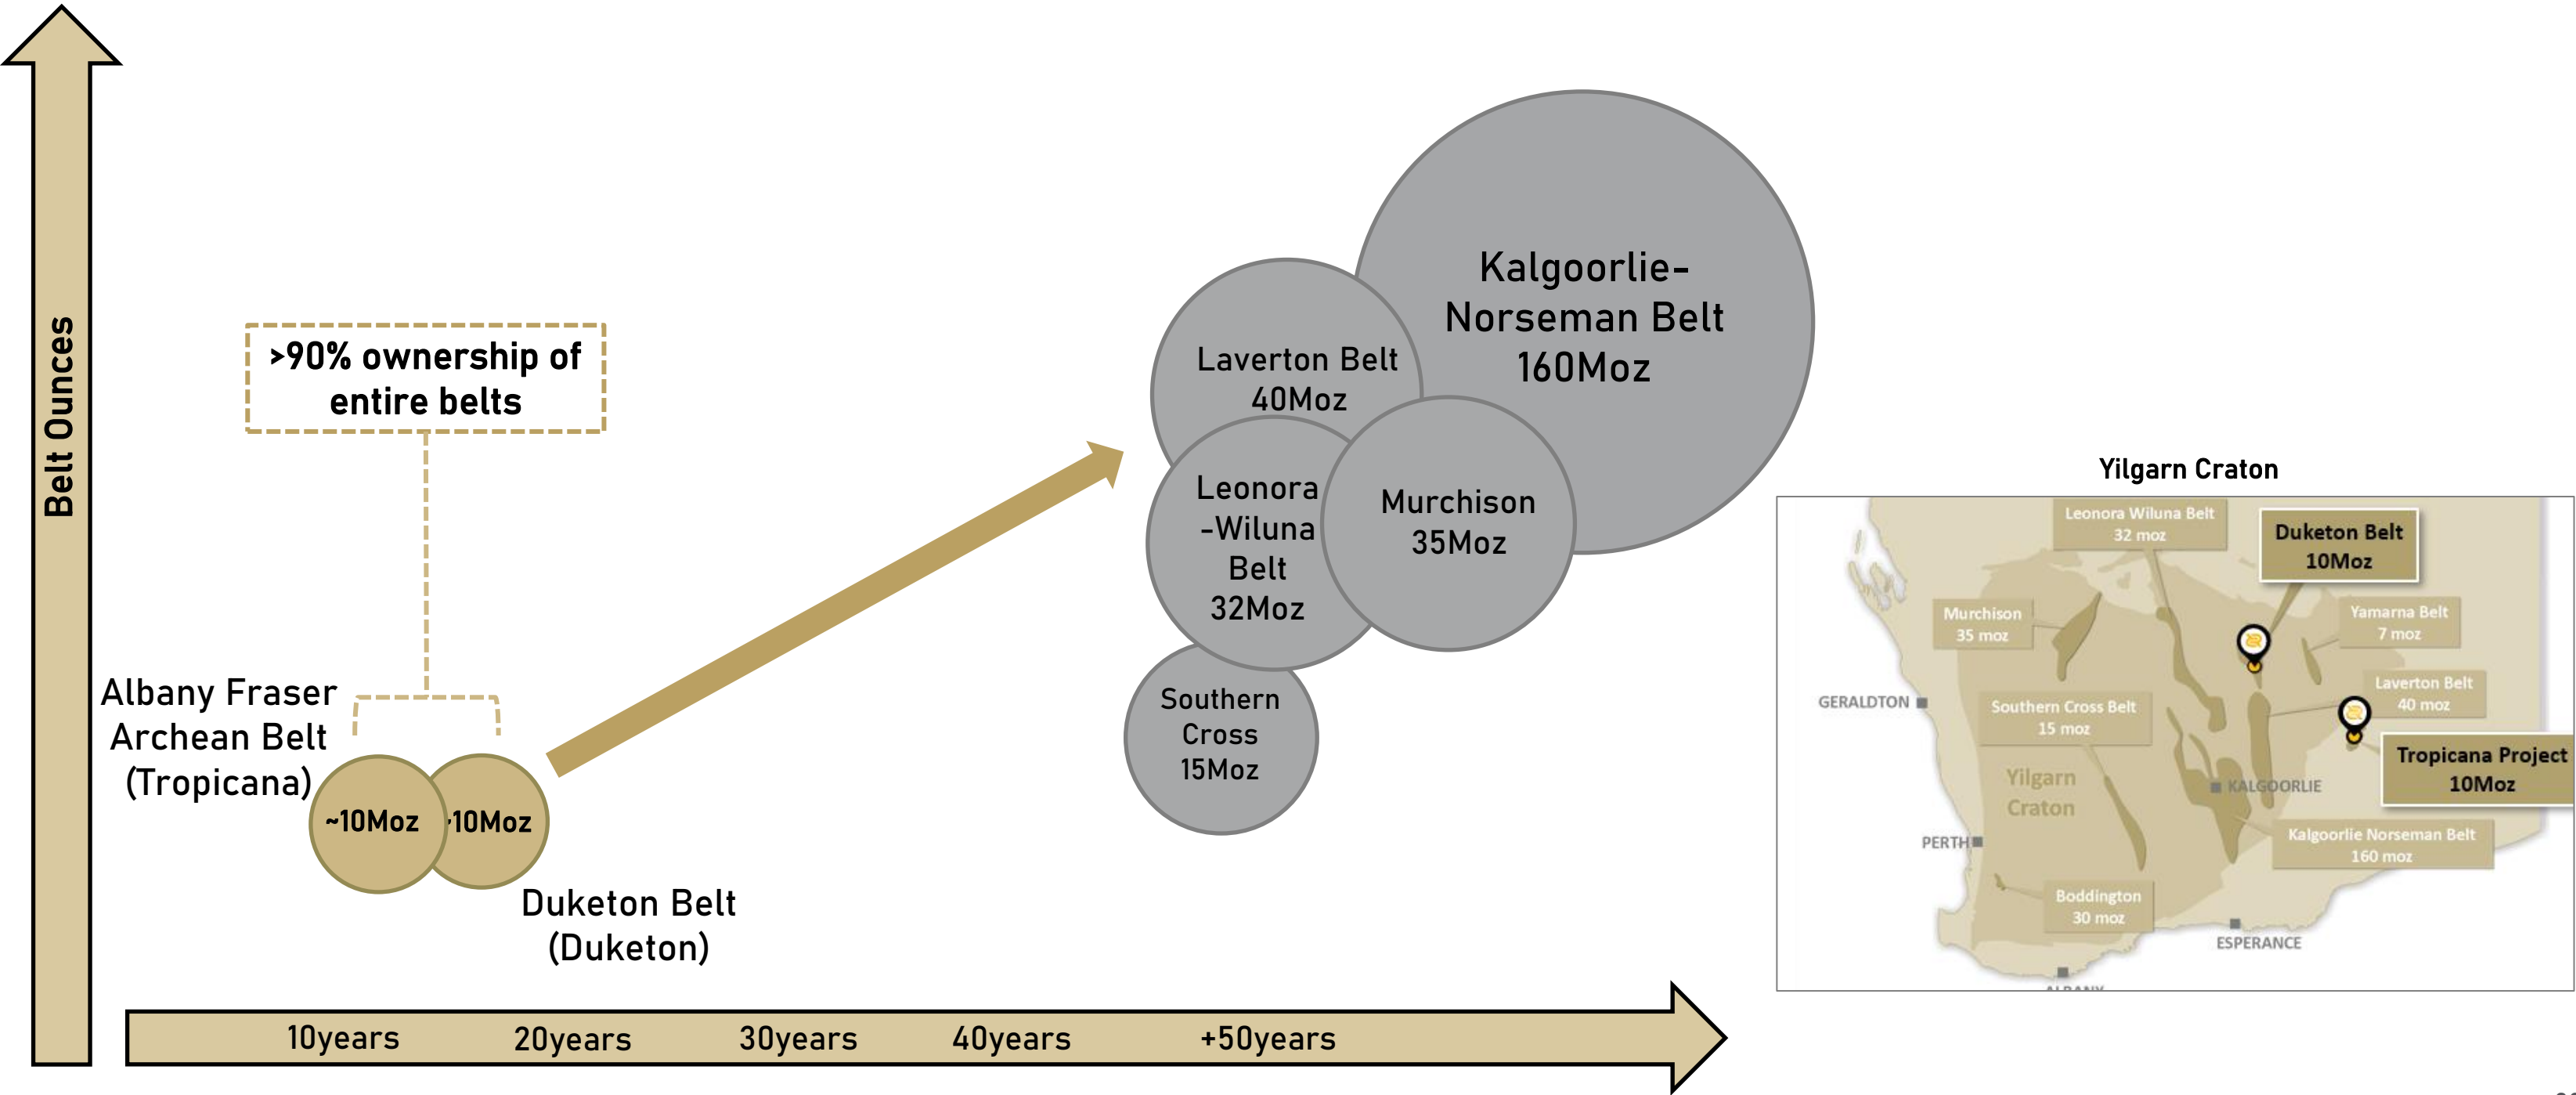 Belt Ounces
>90% ownership of
entire belts
Albany Fraser
Archean Belt
(Tropicana)
~10Moz
10Moz
Duketon Belt
(Duketon)
Kalgoorlie-
Norseman Belt
160Moz
Laverton Belt
40Moz
Leonora
-Wiluna
Belt
32Moz
Murchison
35Moz
Southern
Cross
15Moz
10years
20years
30years
40years
+50years
Yilgarn Craton
Leonora Wiluna Belt
32 moz
Duketon Belt
10Moz
Murchison
35 moz
Yamarna Belt
7 moz
GERALDTON
Southern Cross Belt
15 moz
Laverton Belt
40 moz
Tropicana Project
10Moz
Yilgarn
Craton
KALGOORLIE
PERTH
Kalgoorlie Norseman Belt
160 moz
Boddington
30 moz
ESPERANCE